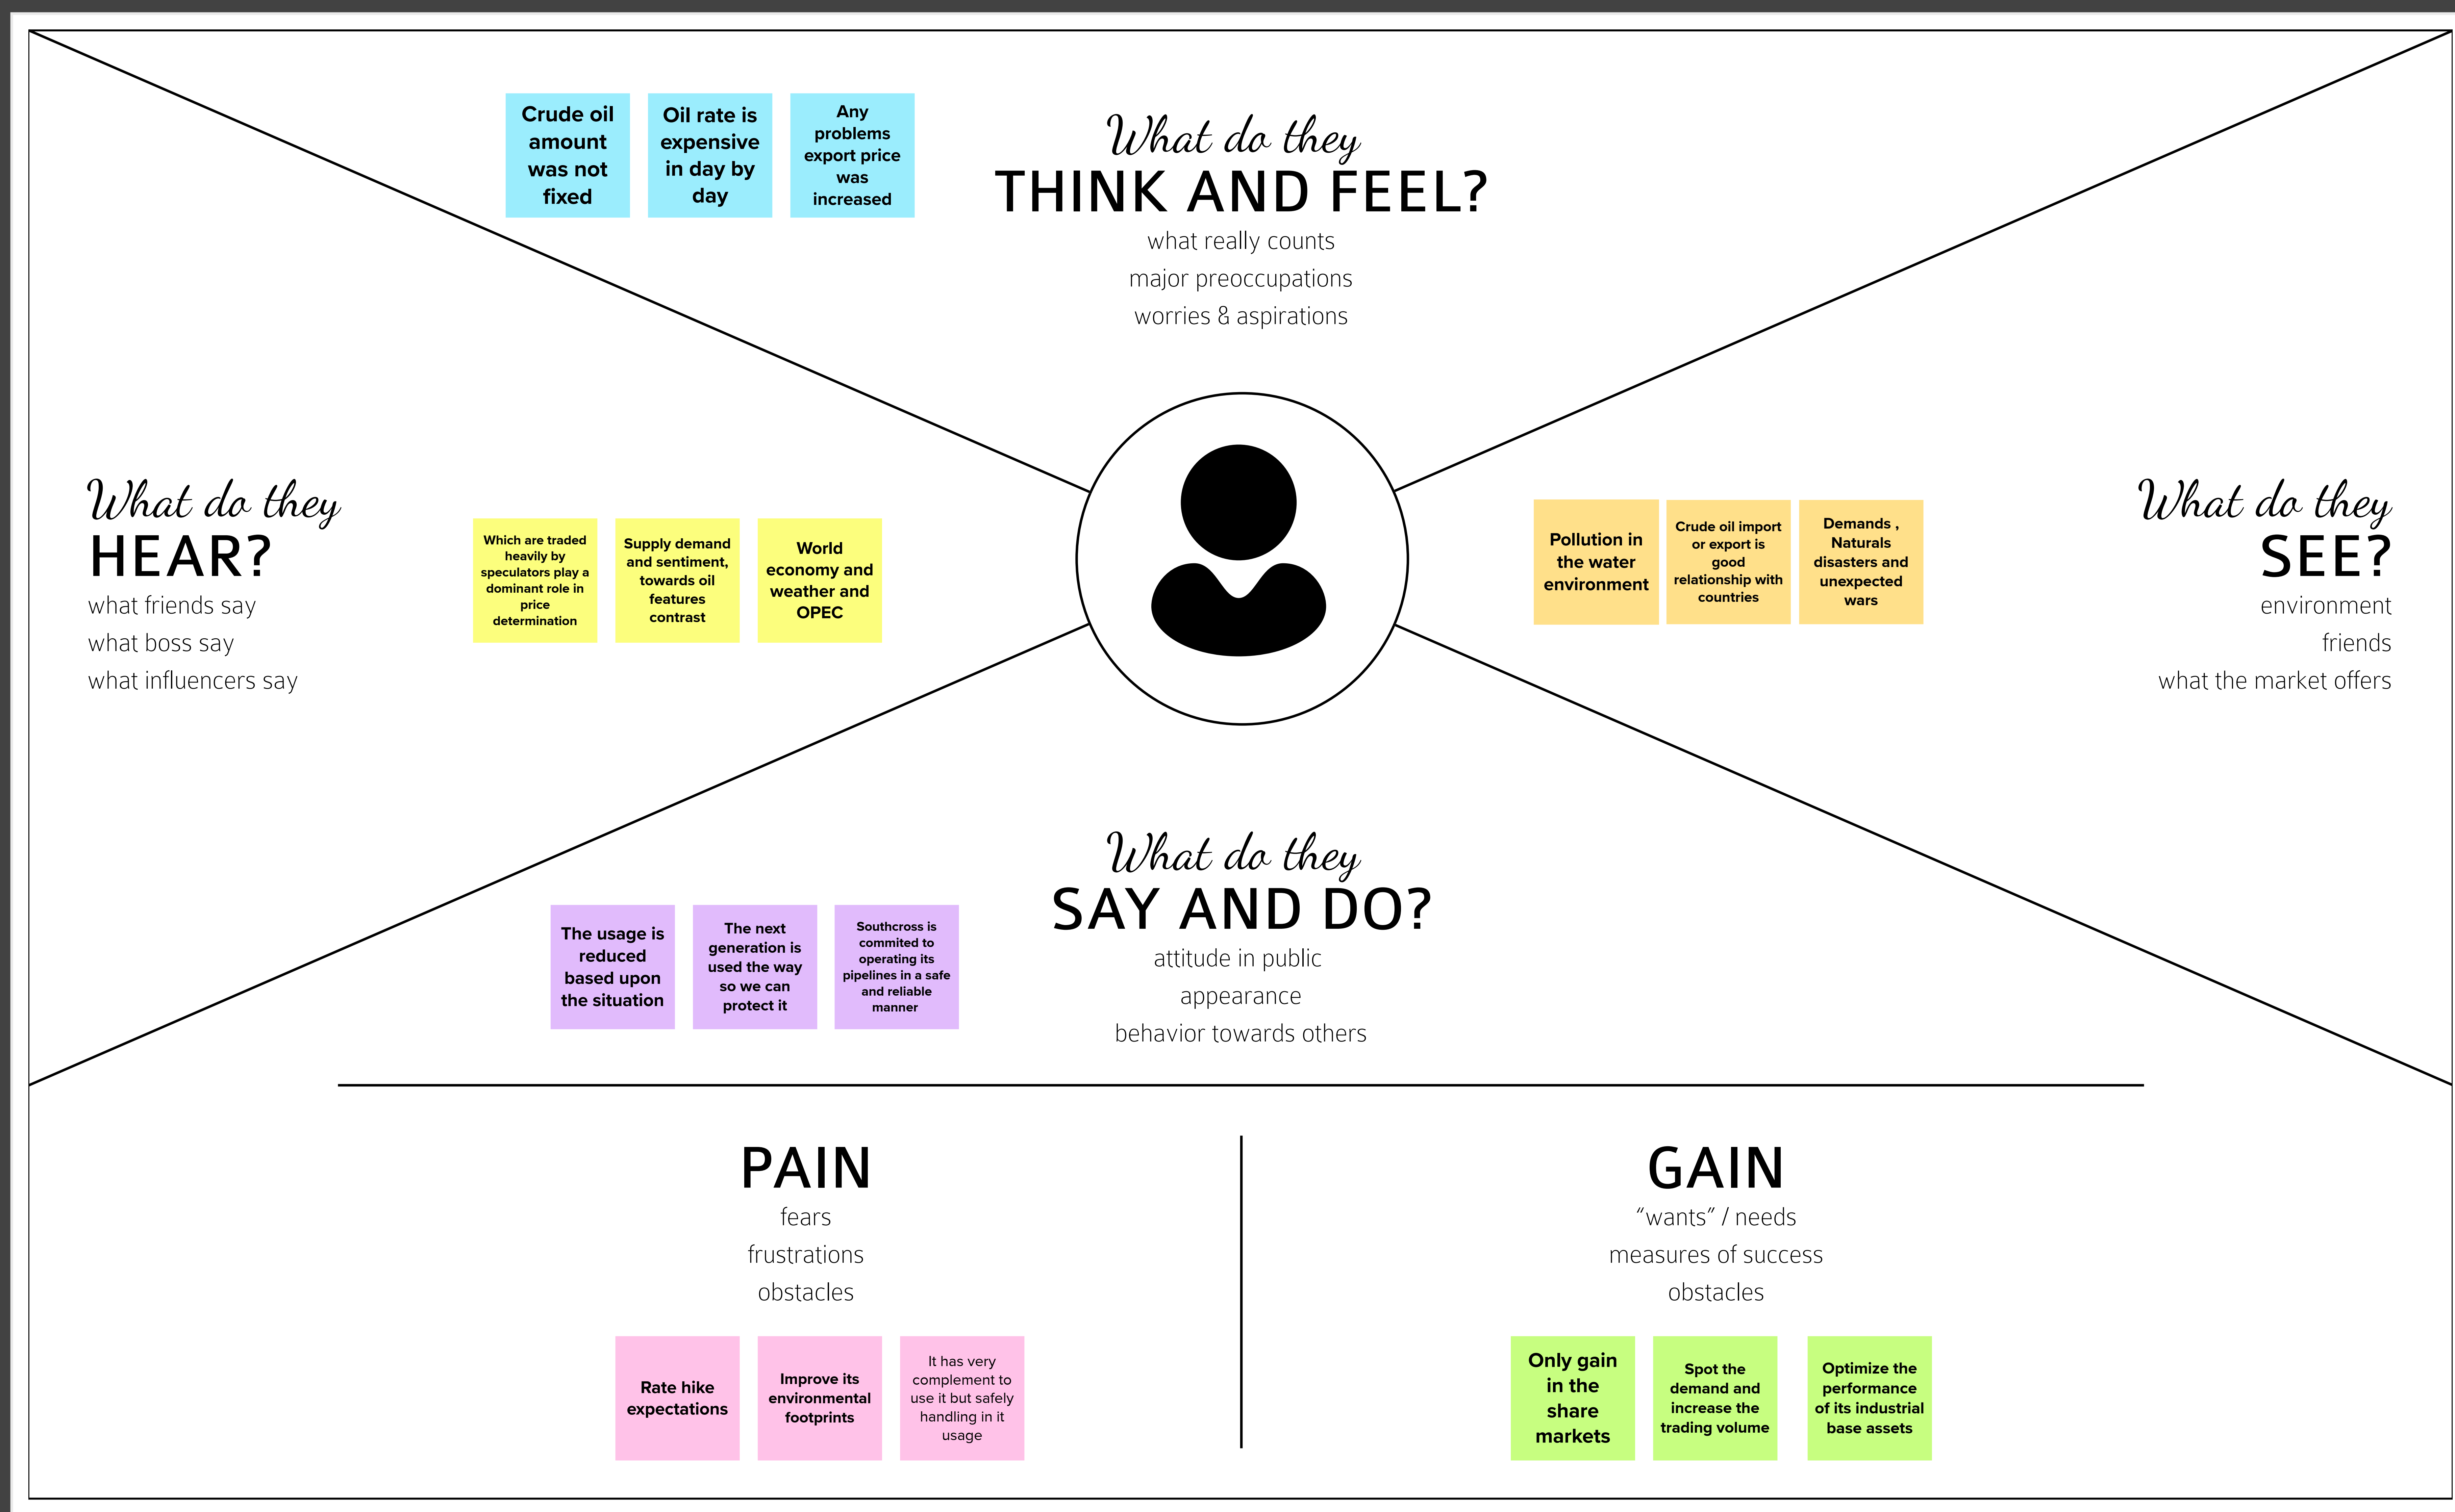 Crude oil
amount
was not
fixed
Oil rate is
expensive
in day by
day
Any
problems
export price
was
increased
What do they
THINK AND FEEL?
what really counts
major preoccupations
worries & aspirations
What do they
HEAR?
what friends say
what boss say
what influencers say
Which are traded
heavily by
speculators play a
dominant role in
price
determination
Supply demand
and sentiment,
towards oil
features
contrast
World
economy and
weather and
OPEC
Pollution in
the water
environment
Crude oil import
or export is
good
relationship with
countries
Demands ,
Naturals
disasters and
unexpected
wars
What do they
SEE?
environment
friends
what the market offers
What do they
SAY AND DO?
attitude in public
appearance
behavior towards others
The usage is
reduced
based upon
the situation
The next
generation is
used the way
so we can
protect it
Southcross is
commited to
operating its
pipelines in a safe
and reliable
manner
PAIN
fears
frustrations
obstacles
Rate hike
expectations
Improve its
environmental
footprints
It has very
complement to
use it but safely
handling in it
usage
GAIN
“wants” / needs
measures of success
obstacles
Only gain
in the
share
markets
Spot the
demand and
increase the
trading volume
Optimize the
performance
of its industrial
base assets